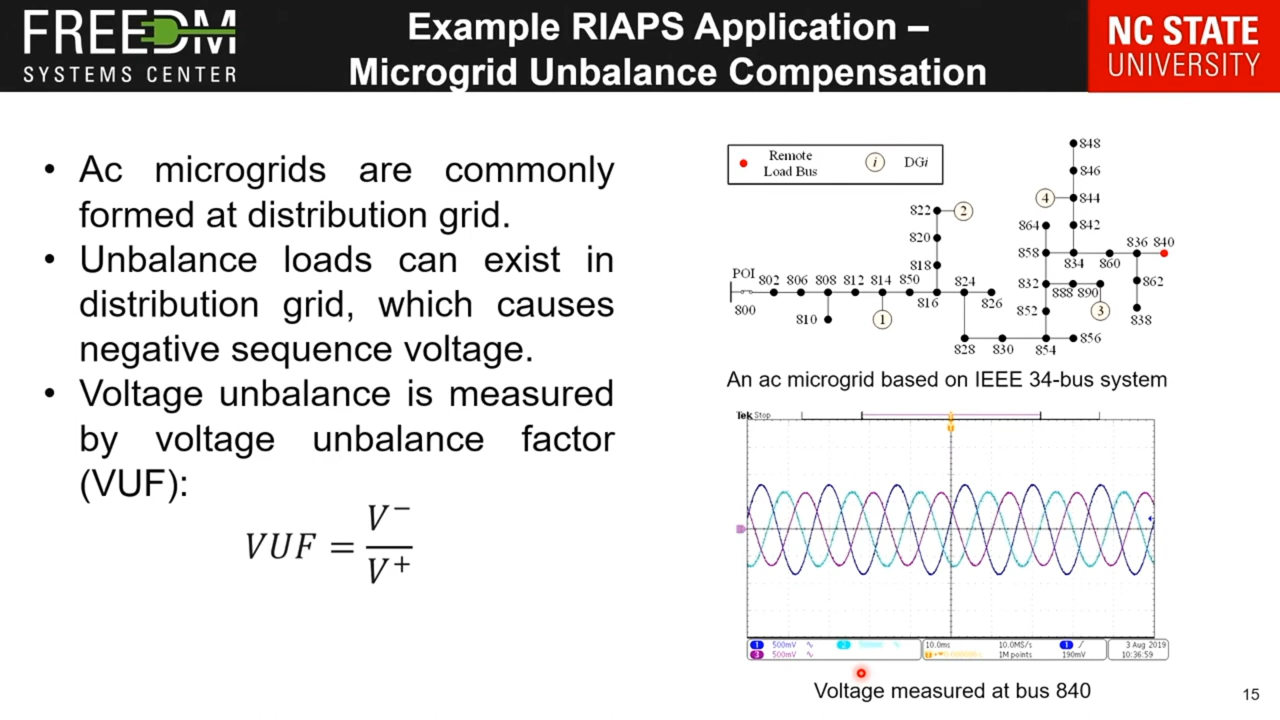 FREEDM
SYSTEMS CENTER
Example RIAPS Application –
Microgrid Unbalance Compensation
NC STATE
UNIVERSITY
• Ac microgrids are commonly
formed at distribution grid.
• Unbalance loads can exist in
distribution grid, which causes
negative sequence voltage.
• Voltage unbalance is measured
by voltage unbalance factor
(VUF):
VUF = V⁻ / V⁺
Remote
Load Bus
i
DGi
848
846
4
844
822
2
864
842
820
836 840
858
834
860
818
POI
802 806 808 812 814 850
824
832
862
888 890
800
816
826
810
1
852
3
838
856
828
830
854
An ac microgrid based on IEEE 34-bus system
Tek Stop
1 500mV
2
3 500mV
10.0ms
10.0MS/s
1M points
1
190mV
3 Aug 2019
10:36:59
Voltage measured at bus 840
15